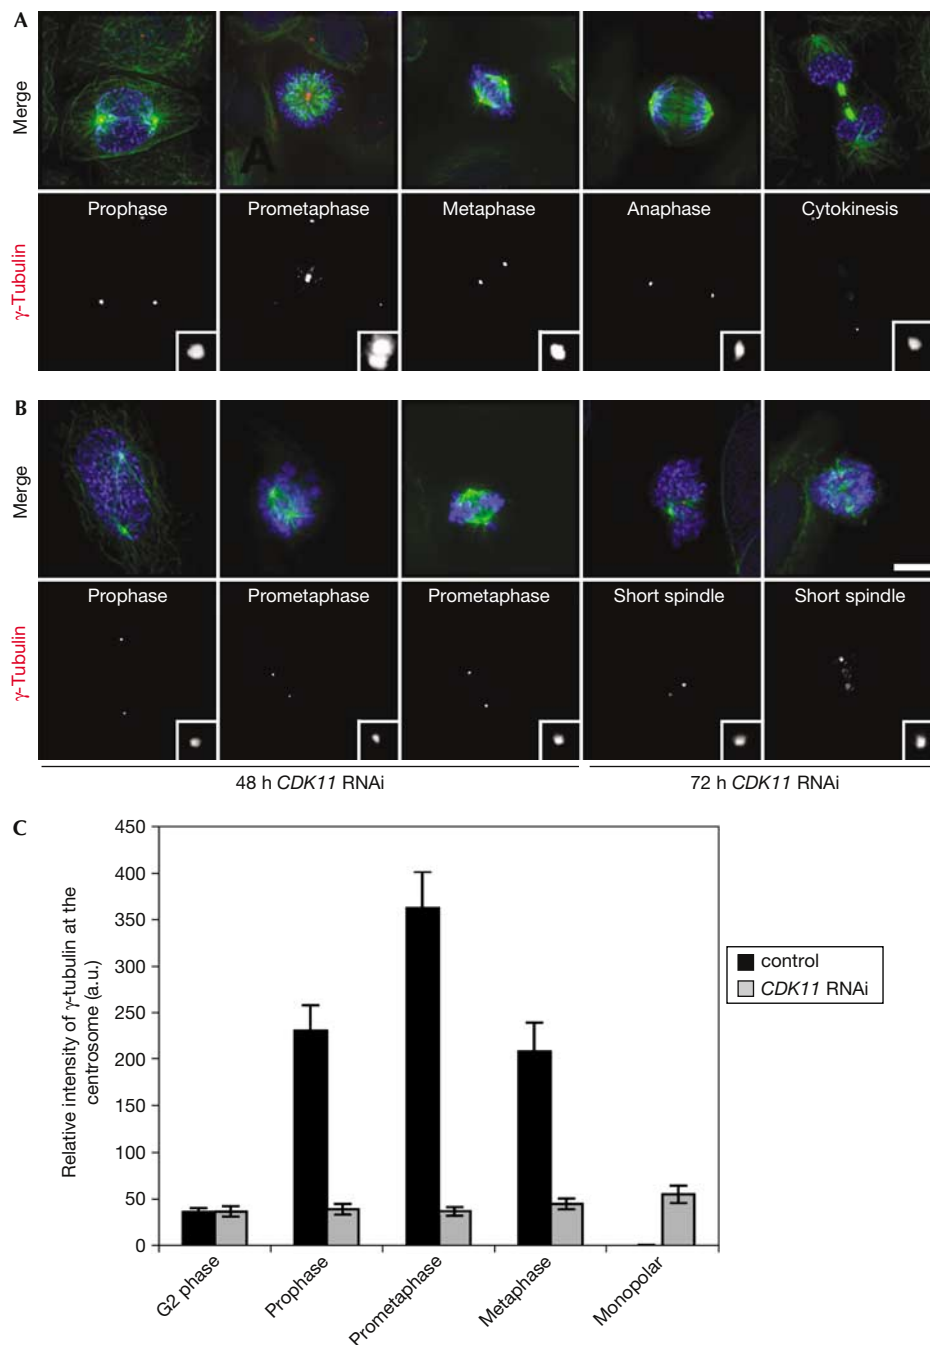 A
Merge
A
Prophase Prometaphase Metaphase Anaphase Cytokinesis
γ-Tubulin
B
Merge
Prophase Prometaphase Prometaphase Short spindle Short spindle
γ-Tubulin
48 h CDK11 RNAi 72 h CDK11 RNAi
C
Relative intensity of γ-tubulin at the
centrosome (a.u.)
450
400
350
300
250
200
150
100
50
0
control
CDK11 RNAi
G2 phase
Prophase
Prometaphase
Metaphase
Monopolar